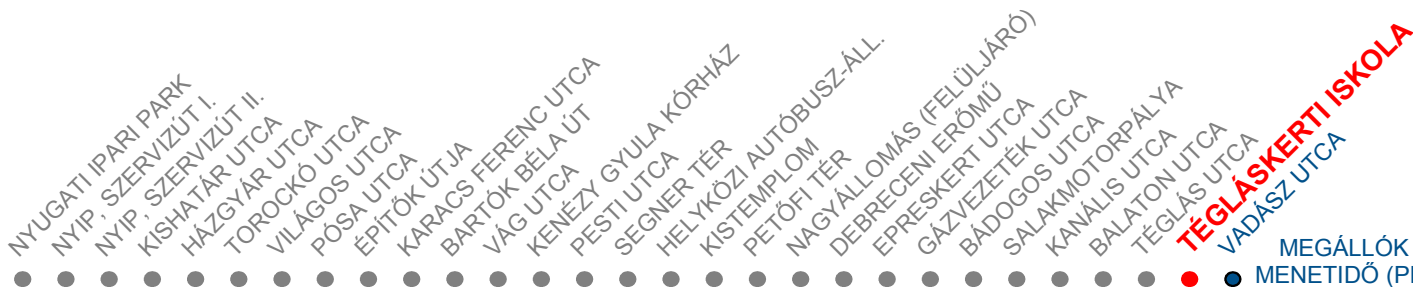 NYUGATI IPARI PARK
NYIP, SZERVIZÚT I.
NYIP, SZERVIZÚT II.
KISHATÁR UTCA
HÁZGYÁR UTCA
TOROCKÓ UTCA
VILÁGOS UTCA
PÓSA UTCA
ÉPÍTŐK ÚTJA
KARACS FERENC UTCA
BARTÓK BÉLA ÚT
VÁG UTCA
KENÉZY GYULA KÓRHÁZ
PESTI UTCA
SEGNER TÉR
HELYKÖZI AUTÓBUSZ-ÁLL.
KISTEMPLOM
PETŐFI TÉR
NAGYÁLLOMÁS (FELÜLJÁRÓ)
DEBRECENI ERŐMŰ
EPRESKERT UTCA
GÁZVEZETÉK UTCA
BÁDOGOS UTCA
SALAKMOTORPÁLYA
KANÁLIS UTCA
BALATON UTCA
TÉGLÁS UTCA
TÉGLÁSKERTI ISKOLA
VADÁSZ UTCA
MEGÁLLÓK
MENETIDŐ (P